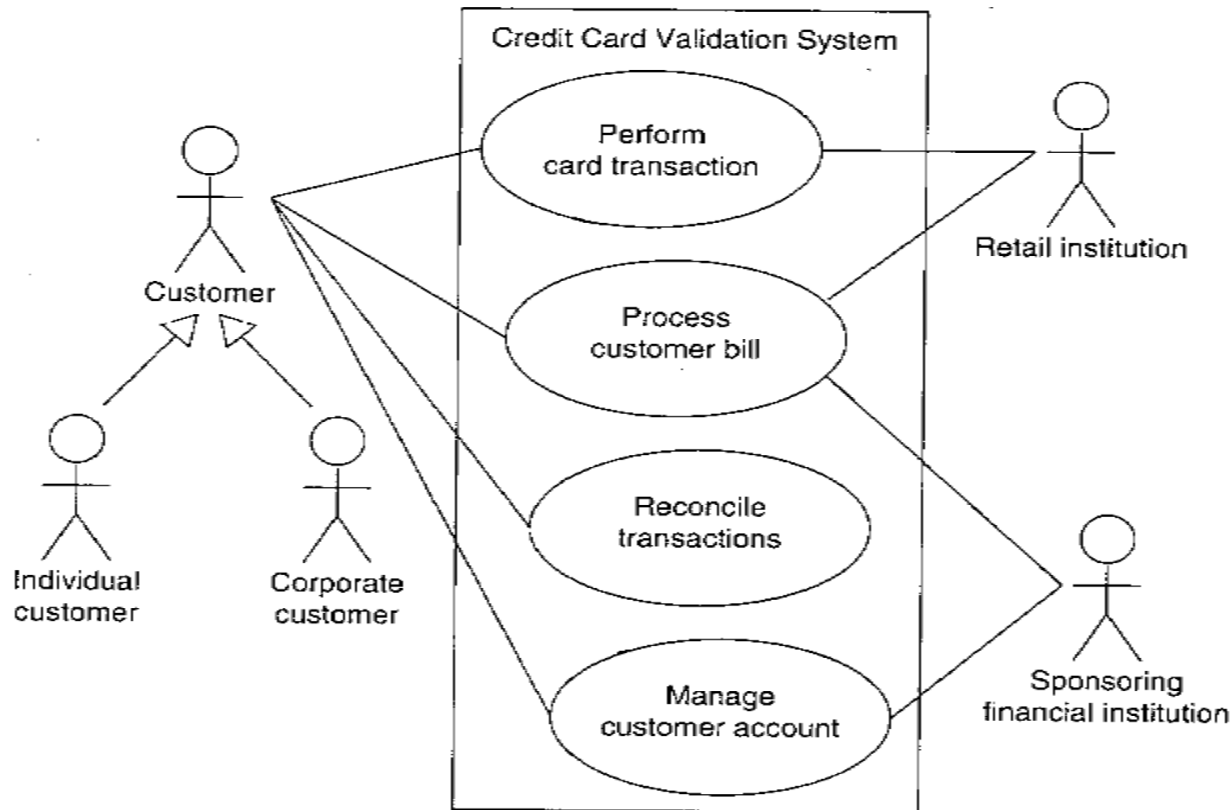 Credit Card Validation System
Perform
card transaction
Customer
Retail institution
Process
customer bill
Individual
customer
Corporate
customer
Reconcile
transactions
Manage
customer account
Sponsoring
financial institution